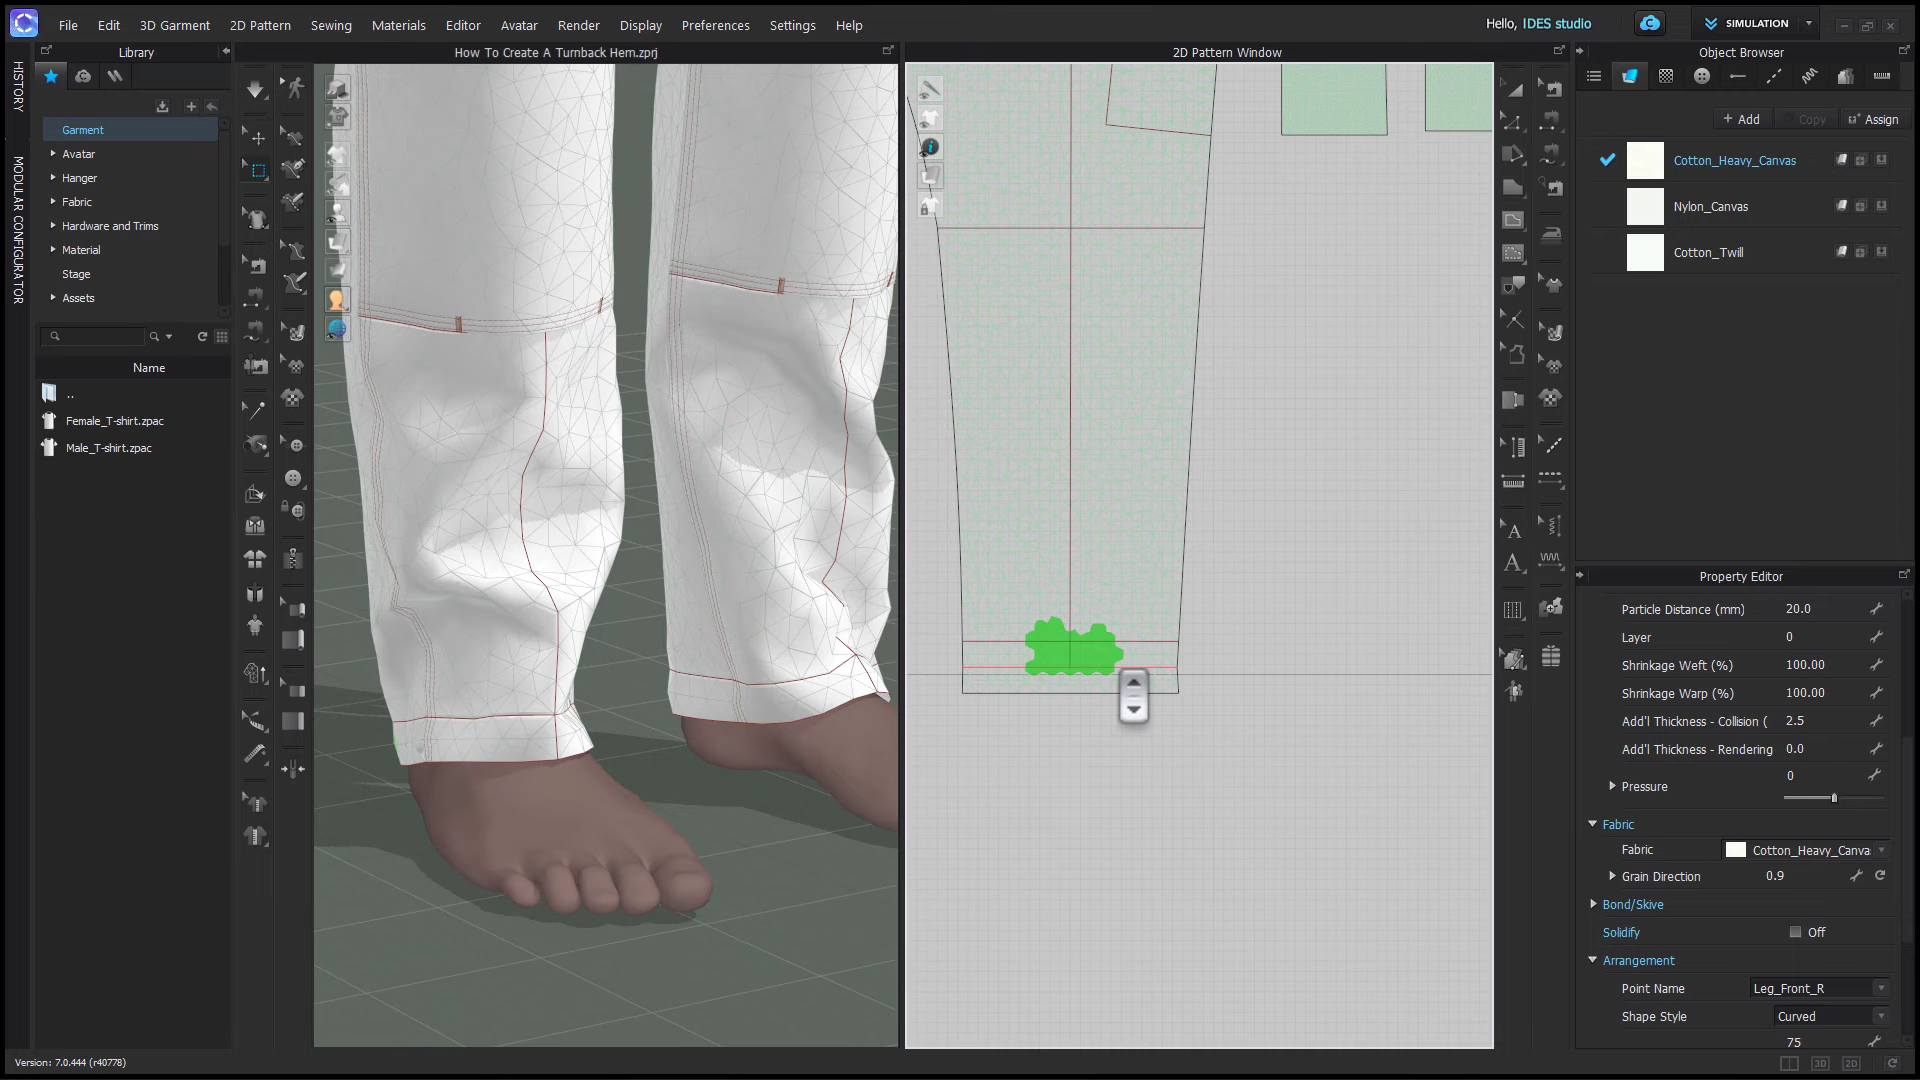 File
Edit
3D Garment
2D Pattern
Sewing
Materials
Editor
Avatar
Render
Display
Preferences
Settings
Help
Hello, IDES studio
SIMULATION
HISTORY
MODULAR CONFIGURATOR
Library
How To Create A Turnback Hem.zprj
2D Pattern Window
Object Browser
Garment
Avatar
Hanger
Fabric
Hardware and Trims
Material
Stage
Assets
Name
..
Female_T-shirt.zpac
Male_T-shirt.zpac
Add
Copy
Assign
Cotton_Heavy_Canvas
Nylon_Canvas
Cotton_Twill
Property Editor
Particle Distance (mm) 20.0
Layer 0
Shrinkage Weft (%) 100.00
Shrinkage Warp (%) 100.00
Add'l Thickness - Collision ( 2.5
Add'l Thickness - Rendering 0.0
Pressure 0
Fabric
Fabric Cotton_Heavy_Canva
Grain Direction 0.9
Bond/Skive
Solidify Off
Arrangement
Point Name Leg_Front_R
Shape Style Curved
75
Version: 7.0.444 (r40778)
3D
2D